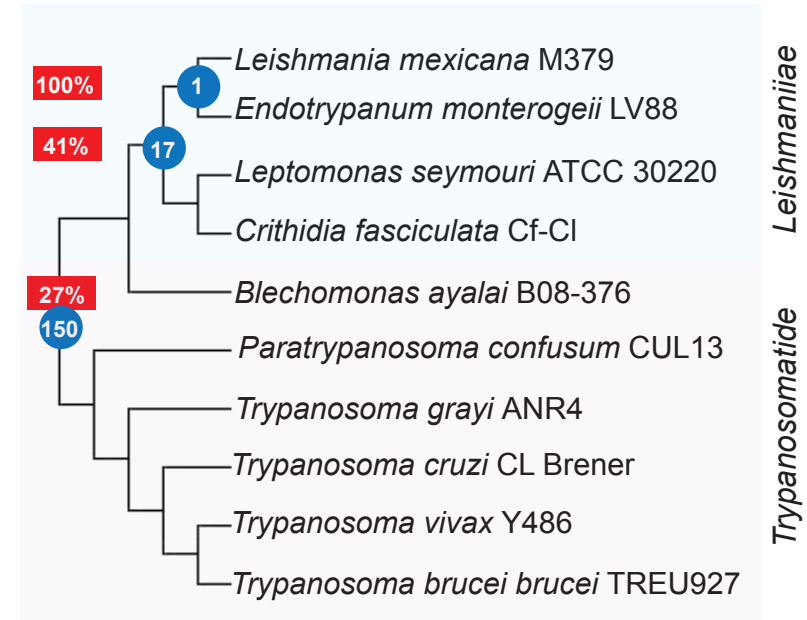 Leishmania mexicana M379
100%
1
Endotrypanum monterogeii LV88
41%
17
Leptomonas seymouri ATCC 30220
Crithidia fasciculata Cf-Cl
Leishmaniiae
27%
Blechomonas ayalai B08-376
150
Paratrypanosoma confusum CUL13
Trypanosoma grayi ANR4
Trypanosoma cruzi CL Brener
Trypanosoma vivax Y486
Trypanosoma brucei brucei TREU927
Trypanosomatide